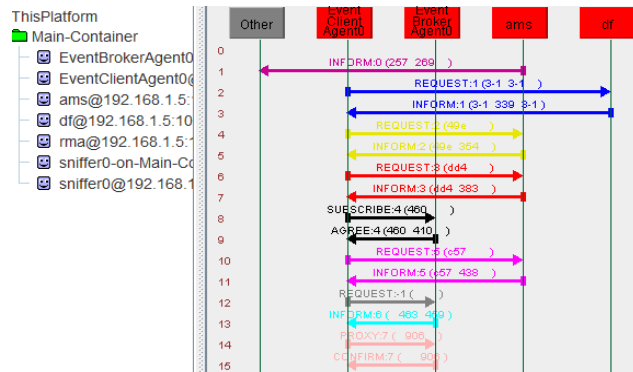 ThisPlatform
Main-Container
EventBrokerAgent0
EventClientAgent0@
ams@192.168.1.5:
df@192.168.1.5:10
rma@192.168.1.5:1
sniffer0-on-Main-Co
sniffer0@192.168.1
Other
Event
Client
Agent0
Event
Broker
Agent0
ams
df
0
1
INFORM:0 (257 269 )
2
REQUEST:1 (3-1 3-1 )
3
INFORM:1 (3-1 339 3-1 )
4
REQUEST:2 (49e )
5
INFORM:2 (49e 354 )
6
REQUEST:3 (dd4 )
7
INFORM:3 (dd4 383 )
8
SUBSCRIBE:4 (460 )
9
AGREE:4 (460 410 )
10
REQUEST:5 (c57 )
11
INFORM:5 (c57 438 )
12
REQUEST:-1 ( )
13
INFORM:6 ( 463 469 )
14
PROXY:7 ( 906 )
15
CONFIRM:7 ( 906 )